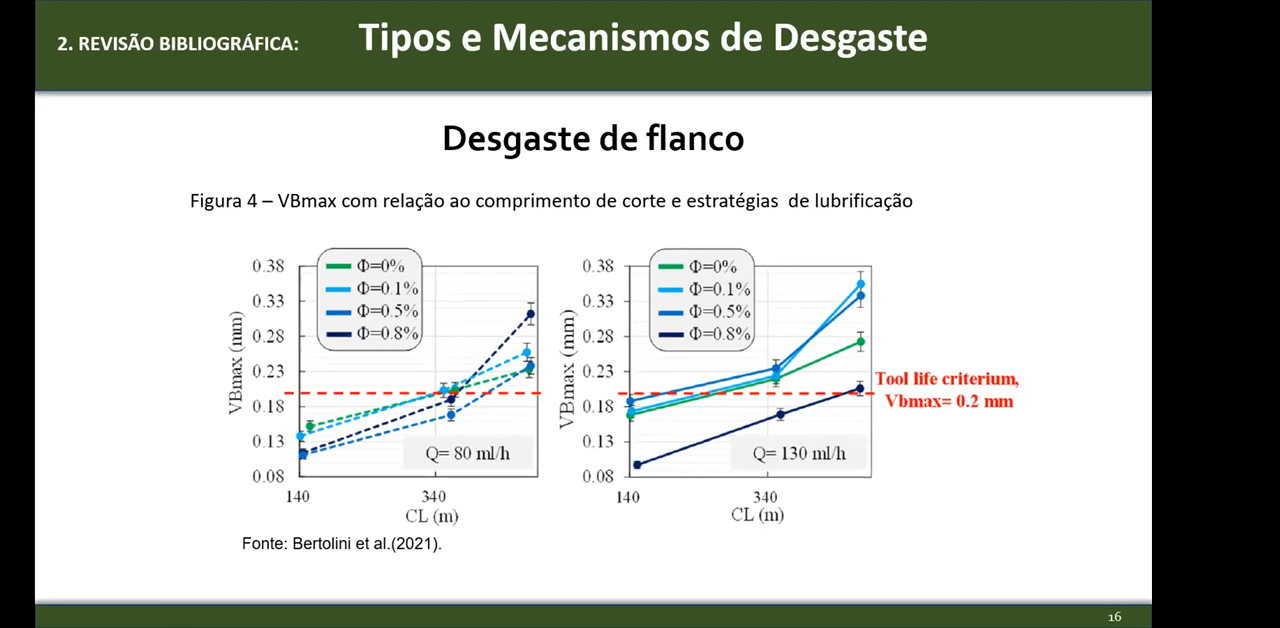 2. REVISÃO BIBLIOGRÁFICA:
Tipos e Mecanismos de Desgaste
Desgaste de flanco
Figura 4 – VBmax com relação ao comprimento de corte e estratégias de lubrificação
Φ=0%
Φ=0.1%
Φ=0.5%
Φ=0.8%
0.38
0.33
0.28
0.23
0.18
0.13
0.08
VBmax (mm)
Q= 80 ml/h
140
340
CL (m)
Φ=0%
Φ=0.1%
Φ=0.5%
Φ=0.8%
0.38
0.33
0.28
0.23
0.18
0.13
0.08
VBmax (mm)
Q= 130 ml/h
140
340
CL (m)
Tool life criterium,
Vbmax= 0.2 mm
Fonte: Bertolini et al.(2021).
16